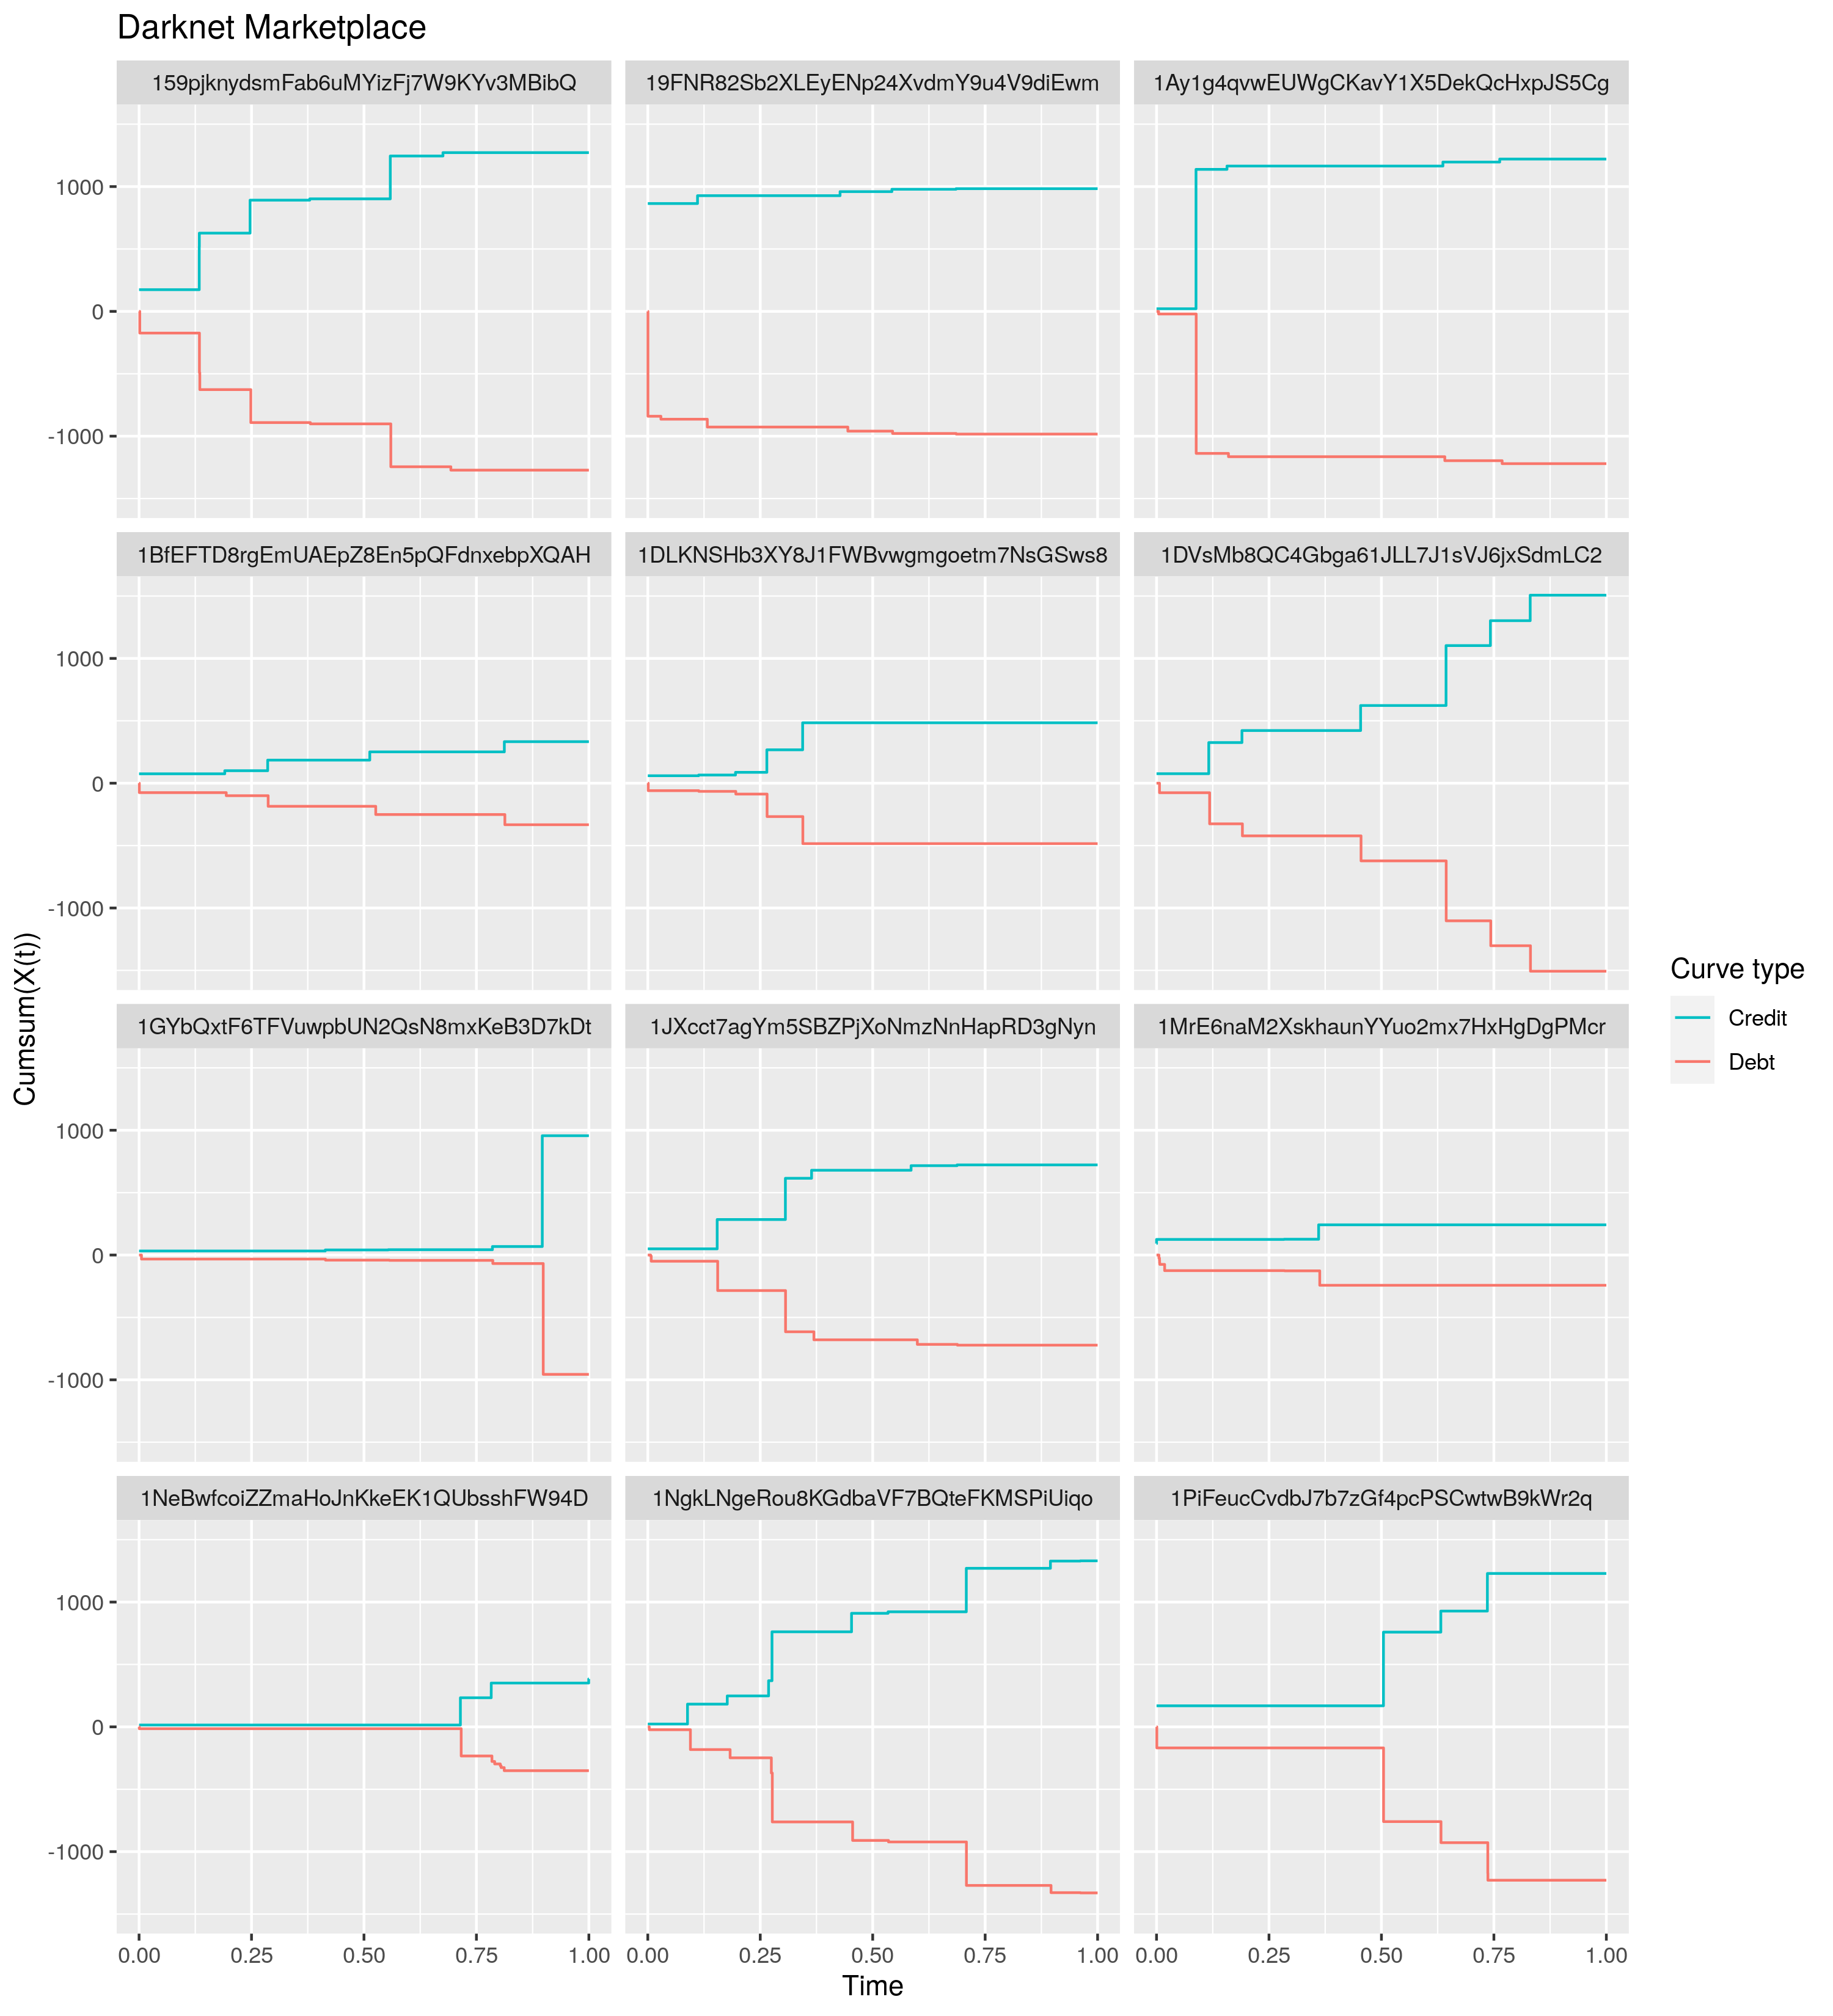 Darknet Marketplace
159pjknydsmFab6uMYizFj7W9KYv3MBibQ
19FNR82Sb2XLEyENp24XvdmY9u4V9diEwm
1Ay1g4qvwEUWgCKavY1X5DekQcHxpJS5Cg
1000
0
-1000
1BfEFTD8rgEmUAEpZ8En5pQFdnxebpXQAH
1DLKNSHb3XY8J1FWBvwgmgoetm7NsGSws8
1DVsMb8QC4Gbga61JLL7J1sVJ6jxSdmLC2
1000
0
-1000
Cumsum(X(t))
Curve type
Credit
Debt
1GYbQxtF6TFVuwpbUN2QsN8mxKeB3D7kDt
1JXcct7agYm5SBZPjXoNmzNnHapRD3gNyn
1MrE6naM2XskhaunYYuo2mx7HxHgDgPMcr
1000
0
-1000
1NeBwfcoiZZmaHoJnKkeEK1QUbsshFW94D
1NgkLNgeRou8KGdbaVF7BQteFKMSPiUiqo
1PiFeucCvdbJ7b7zGf4pcPSCwtwB9kWr2q
1000
0
-1000
0.00 0.25 0.50 0.75 1.00
0.00 0.25 0.50 0.75 1.00
0.00 0.25 0.50 0.75 1.00
Time